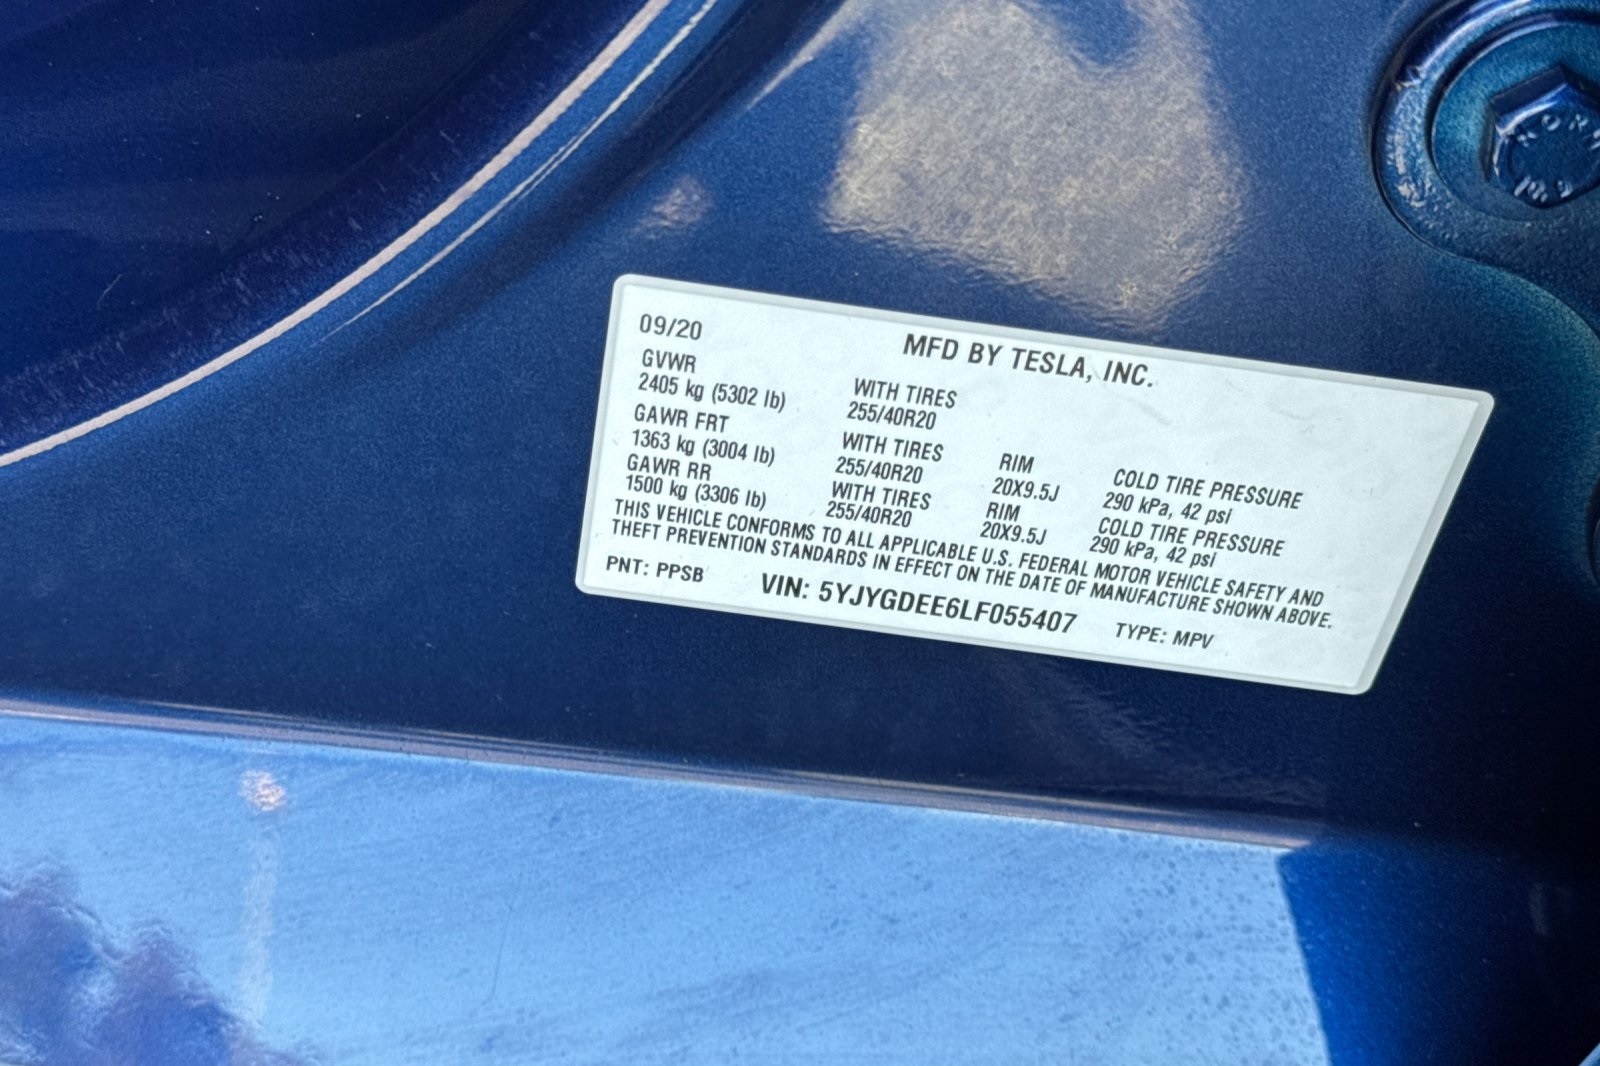 09/20
MFD BY TESLA, INC.
GVWR
2405 kg (5302 lb)
WITH TIRES
255/40R20
GAWR FRT
1363 kg (3004 lb)
WITH TIRES
255/40R20
RIM
20X9.5J
COLD TIRE PRESSURE
290 kPa, 42 psi
GAWR RR
1500 kg (3306 lb)
WITH TIRES
255/40R20
RIM
20X9.5J
COLD TIRE PRESSURE
290 kPa, 42 psi
THIS VEHICLE CONFORMS TO ALL APPLICABLE U.S. FEDERAL MOTOR VEHICLE SAFETY AND
THEFT PREVENTION STANDARDS IN EFFECT ON THE DATE OF MANUFACTURE SHOWN ABOVE.
PNT: PPSB
VIN: 5YJYGDEE6LF055407
TYPE: MPV